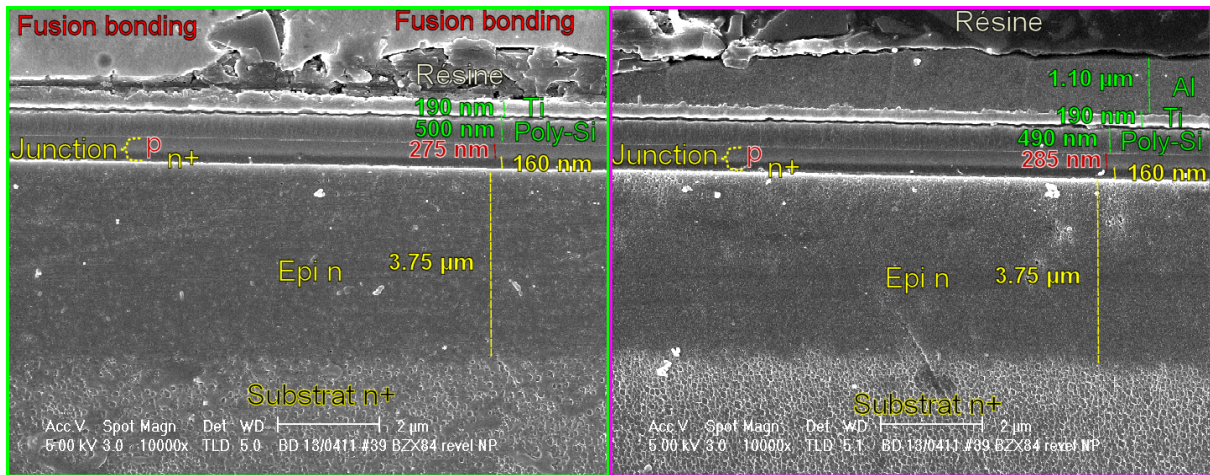 Fusion bonding
Fusion bonding
Résine
190 nm Ti
500 nm Poly-Si
Junction p n+ 275 nm 160 nm
Epi n 3.75 µm
Substrat n+
Acc.V Spot Magn Det WD 2 µm
5.00 kV 3.0 10000x TLD 5.0 BD 13/0411 #39 BZX84 revel NP
Résine
1.10 µm Al
190 nm Ti
490 nm Poly-Si
Junction p n+ 285 nm 160 nm
Epi n 3.75 µm
Substrat n+
Acc.V Spot Magn Det WD 2 µm
5.00 kV 3.0 10000x TLD 5.1 BD 13/0411 #39 BZX84 revel NP